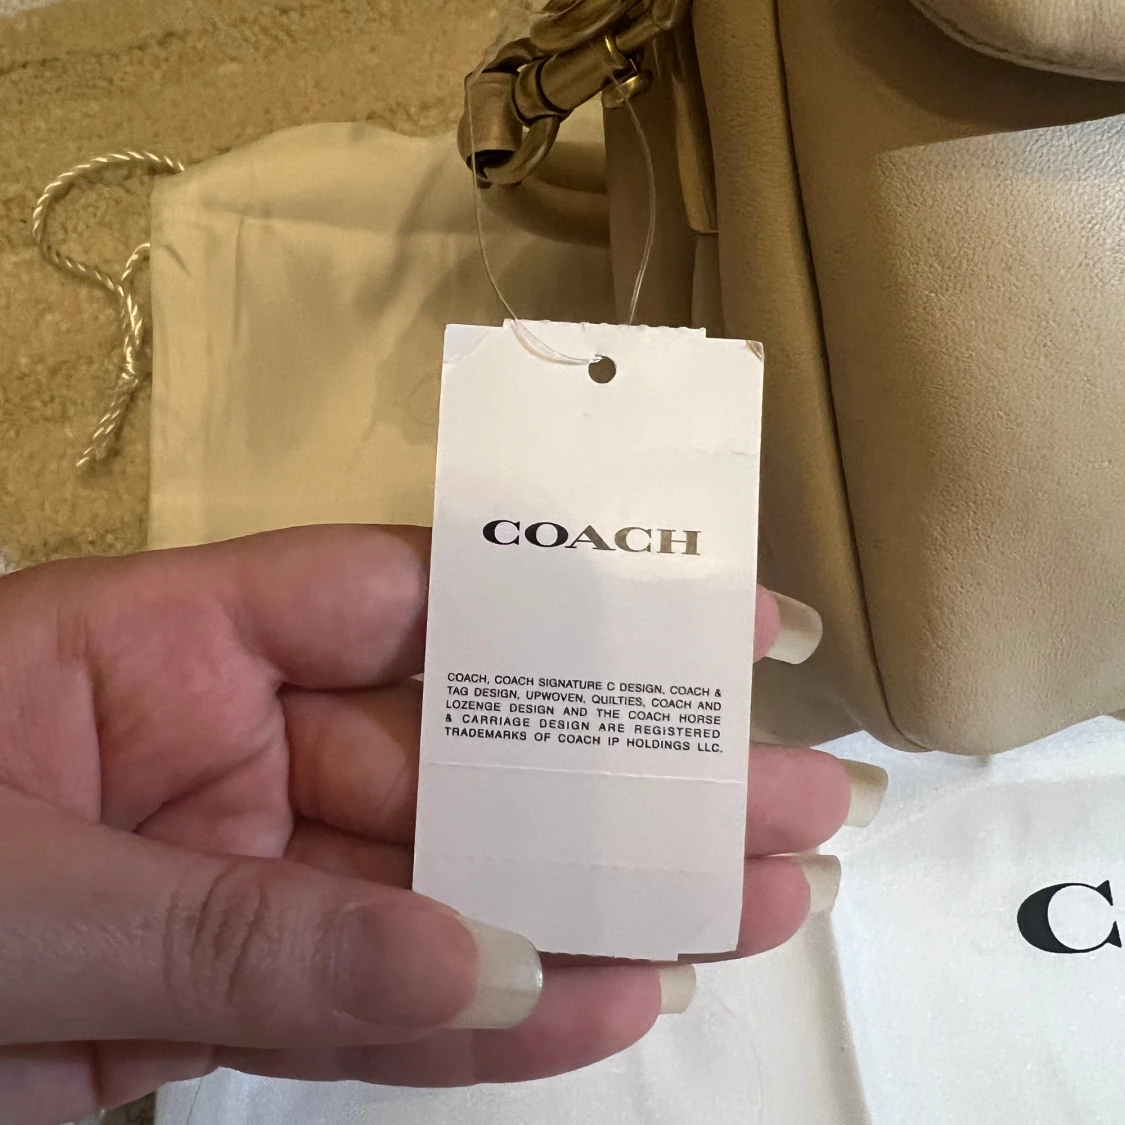 COACH
COACH, COACH SIGNATURE C DESIGN, COACH &
TAG DESIGN, UPWOVEN, QUILTIES, COACH AND
LOZENGE DESIGN AND THE COACH HORSE
& CARRIAGE DESIGN ARE REGISTERED
TRADEMARKS OF COACH IP HOLDINGS LLC.
C